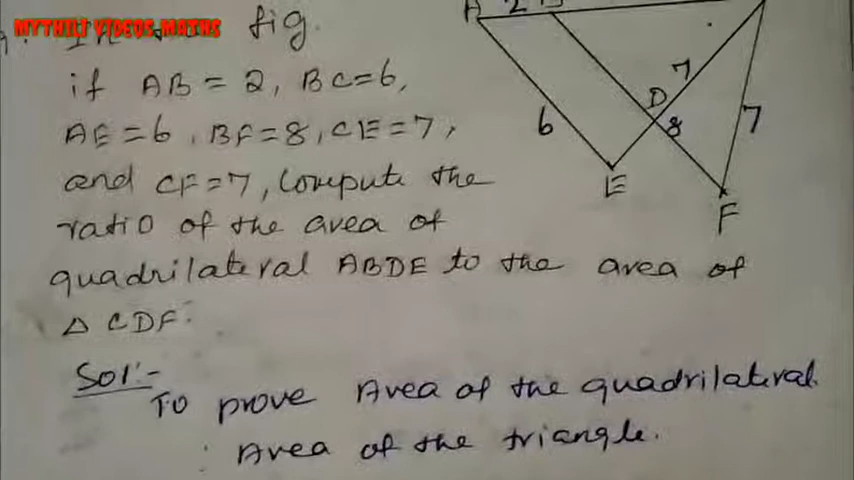 MYTHILI VIDEOS.MATHS
fig.
if AB = 2, BC=6,
AE =6, BF=8, CE=7,
and CF=7, Compute the
ratio of the area of
quadrilateral ABDE to the area of
Δ CDF.
Sol:-
To prove Area of the quadrilateral
: Area of the triangle.
A 2 B
7
D
6 8 7
E
F